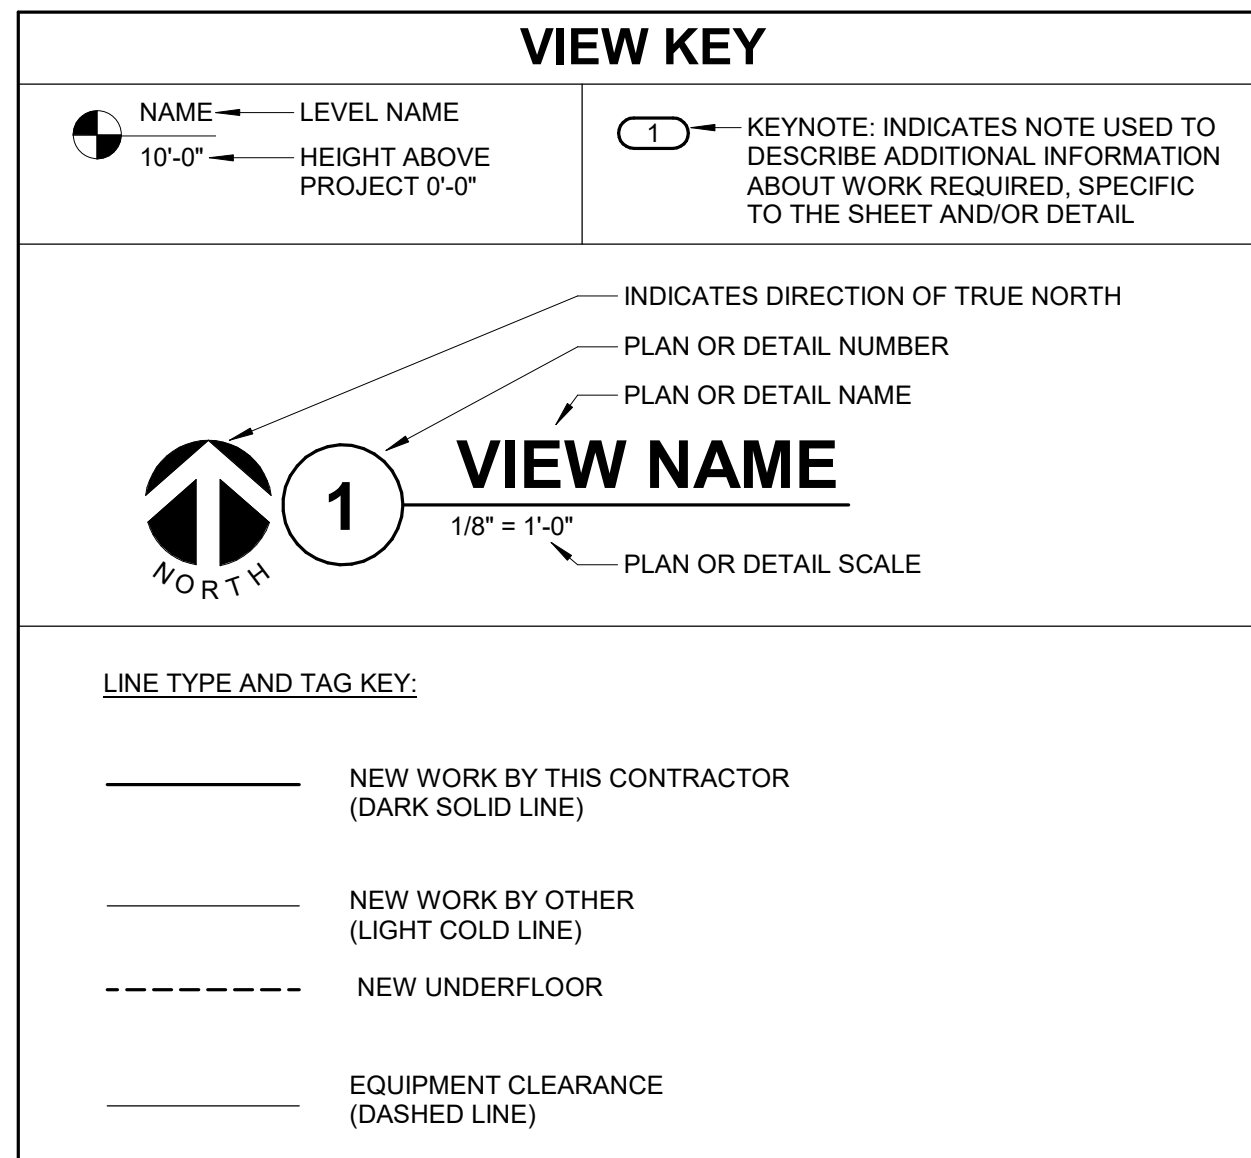 VIEW KEY
NAME
LEVEL NAME
10'-0"
HEIGHT ABOVE
PROJECT 0'-0"
1
KEYNOTE: INDICATES NOTE USED TO
DESCRIBE ADDITIONAL INFORMATION
ABOUT WORK REQUIRED, SPECIFIC
TO THE SHEET AND/OR DETAIL
INDICATES DIRECTION OF TRUE NORTH
PLAN OR DETAIL NUMBER
PLAN OR DETAIL NAME
NORTH
1
VIEW NAME
1/8" = 1'-0"
PLAN OR DETAIL SCALE
LINE TYPE AND TAG KEY:
NEW WORK BY THIS CONTRACTOR
(DARK SOLID LINE)
NEW WORK BY OTHER
(LIGHT COLD LINE)
NEW UNDERFLOOR
EQUIPMENT CLEARANCE
(DASHED LINE)